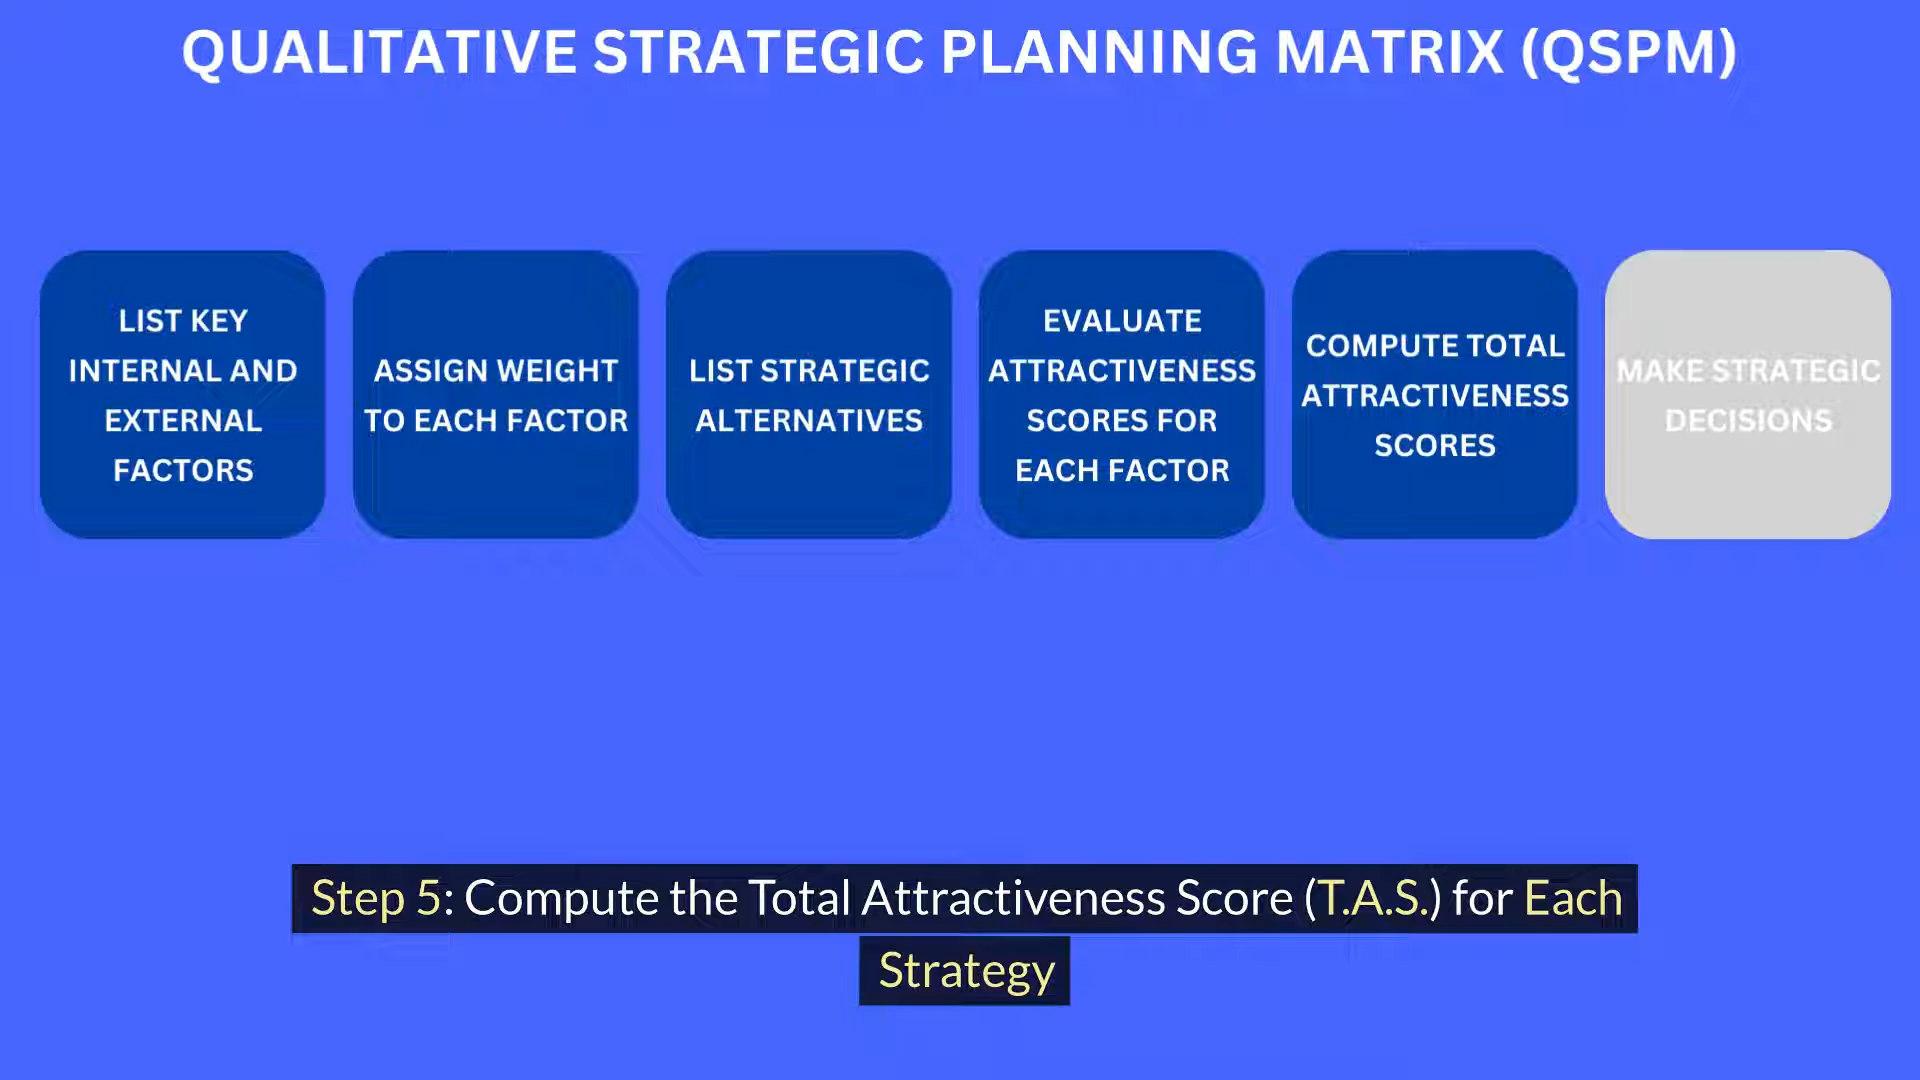 QUALITATIVE STRATEGIC PLANNING MATRIX (QSPM)
LIST KEY
INTERNAL AND
EXTERNAL
FACTORS
ASSIGN WEIGHT
TO EACH FACTOR
LIST STRATEGIC
ALTERNATIVES
EVALUATE
ATTRACTIVENESS
SCORES FOR
EACH FACTOR
COMPUTE TOTAL
ATTRACTIVENESS
SCORES
MAKE STRATEGIC
DECISIONS
Step 5: Compute the Total Attractiveness Score (T.A.S.) for Each
Strategy